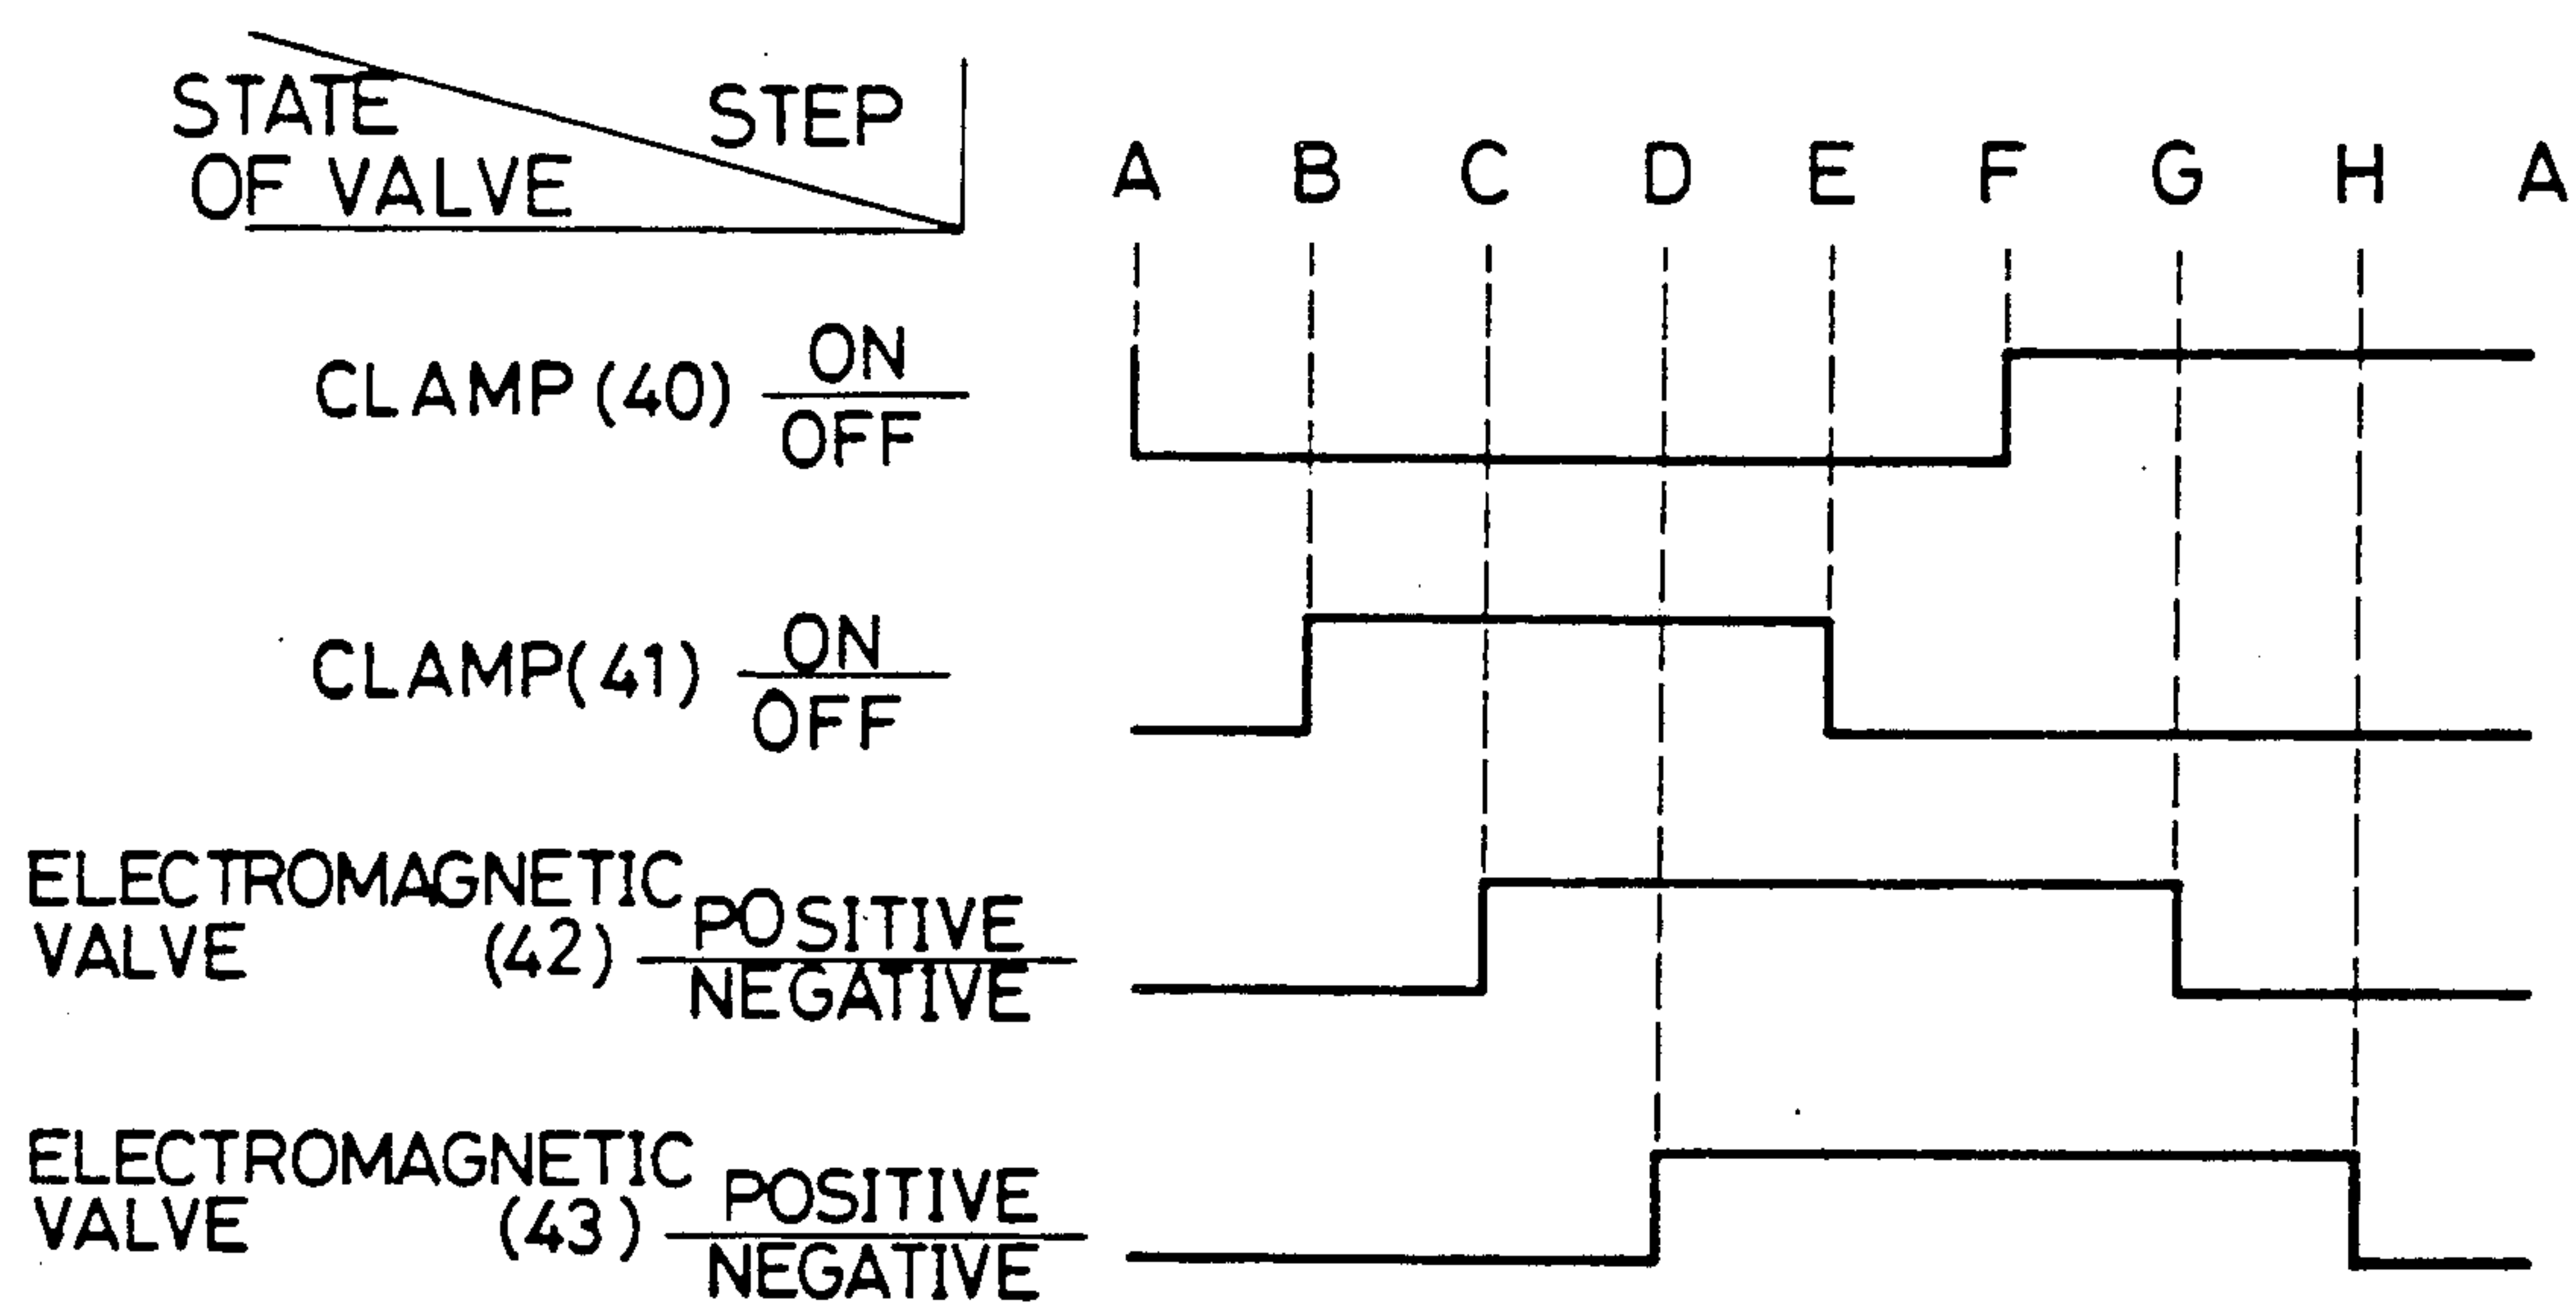 STATE STEP
OF VALVE
A B C D E F G H A
CLAMP (40) ON
OFF
CLAMP(41) ON
OFF
ELECTROMAGNETIC
VALVE (42) POSITIVE
NEGATIVE
ELECTROMAGNETIC
VALVE (43) POSITIVE
NEGATIVE